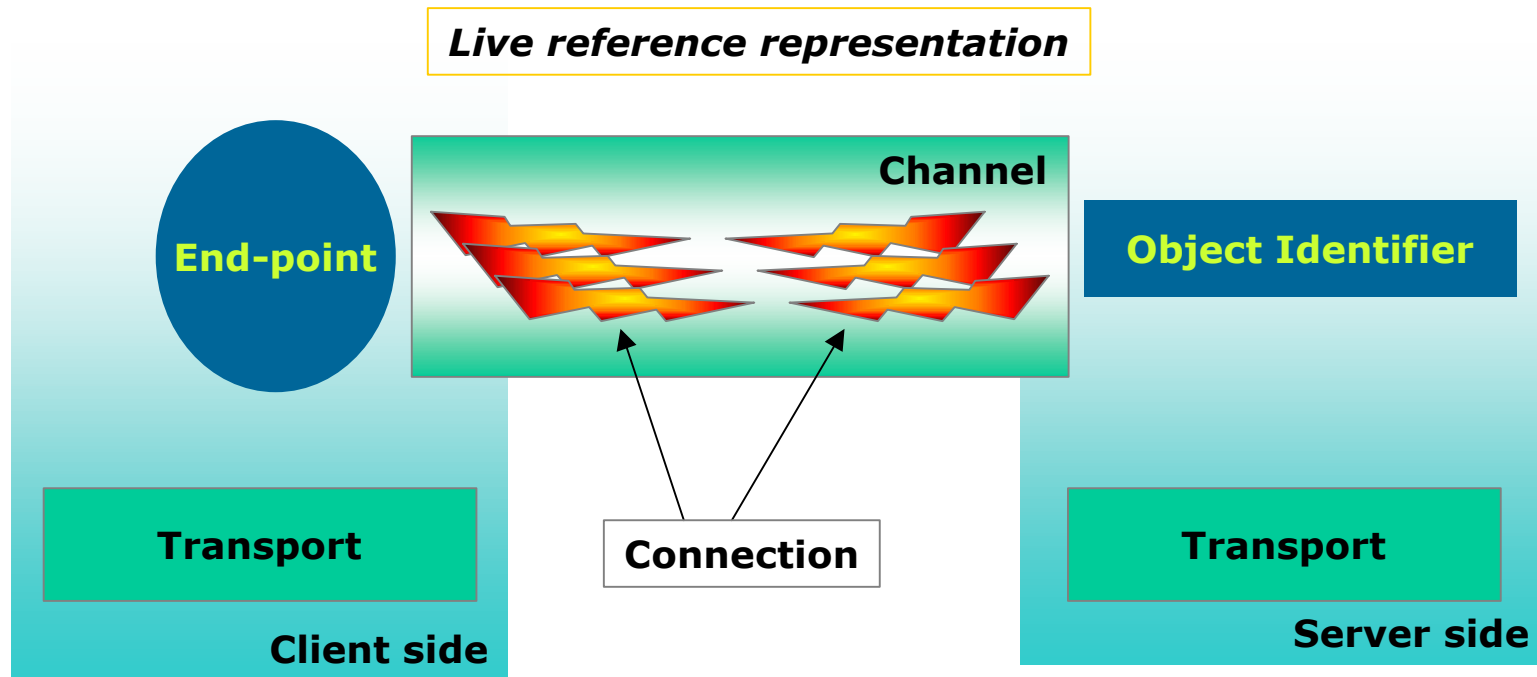 Live reference representation
Channel
End-point
Object Identifier
Transport
Connection
Transport
Client side
Server side